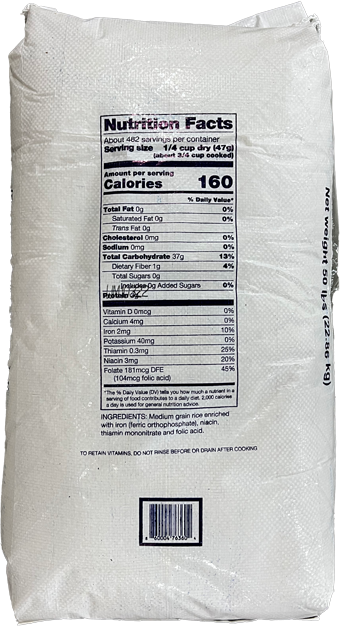 Nutrition Facts
About 482 servings per container
Serving size 1/4 cup dry (47g)
(about 3/4 cup cooked)
Amount per serving
Calories 160
% Daily Value*
Total Fat 0g 0%
Saturated Fat 0g 0%
Trans Fat 0g
Cholesterol 0mg 0%
Sodium 0mg 0%
Total Carbohydrate 37g 13%
Dietary Fiber 1g 4%
Total Sugars 0g
Includes 0g Added Sugars 0%
Protein
Vitamin D 0mcg 0%
Calcium 4mg 0%
Iron 2mg 10%
Potassium 40mg 0%
Thiamin 0.3mg 25%
Niacin 3mg 20%
Folate 181mcg DFE 45%
(104mcg folic acid)
*The % Daily Value (DV) tells you how much a nutrient in a
serving of food contributes to a daily diet. 2,000 calories
a day is used for general nutrition advice.
INGREDIENTS: Medium grain rice enriched
with iron (ferric orthophosphate), niacin,
thiamin mononitrate and folic acid.
TO RETAIN VITAMINS, DO NOT RINSE BEFORE OR DRAIN AFTER COOKING
Net weight 50 lbs (22.68 kg)